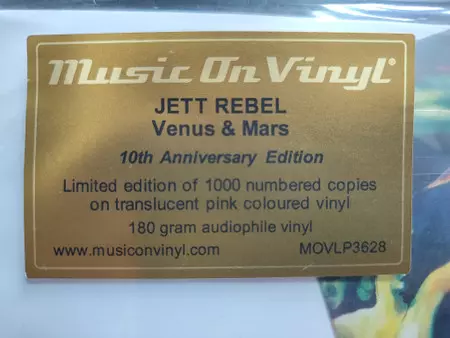 Music On Vinyl®
JETT REBEL
Venus & Mars
10th Anniversary Edition
Limited edition of 1000 numbered copies
on translucent pink coloured vinyl
180 gram audiophile vinyl
www.musiconvinyl.com MOVLP3628